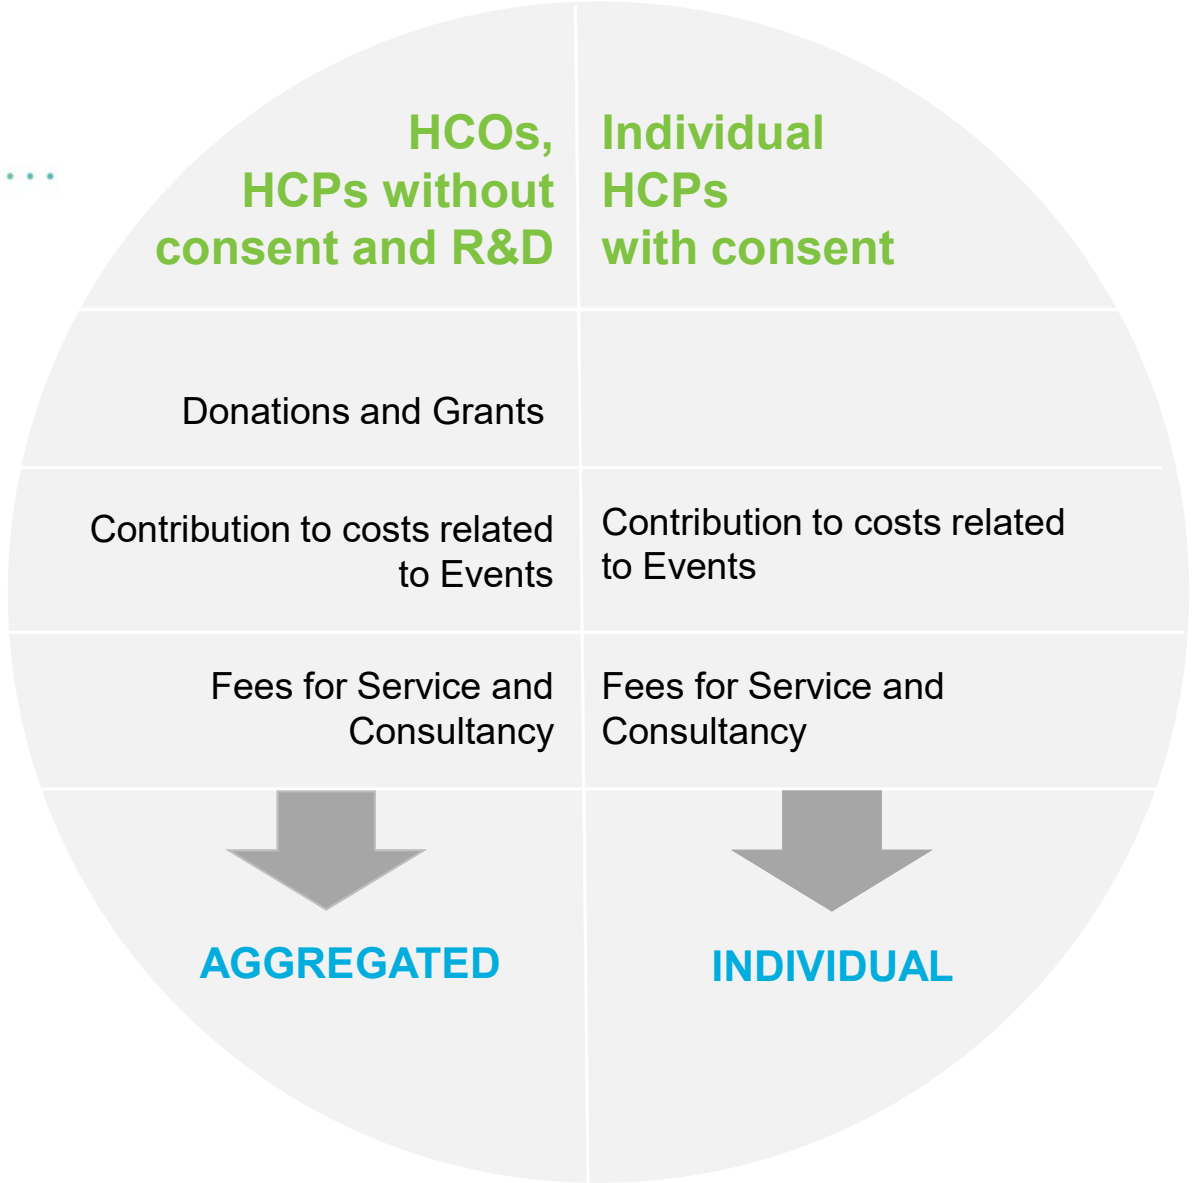 HCOs,
HCPs without
consent and R&D
Individual
HCPs
with consent
Donations and Grants
Contribution to costs related
to Events
Contribution to costs related
to Events
Fees for Service and
Consultancy
Fees for Service and
Consultancy
AGGREGATED
INDIVIDUAL